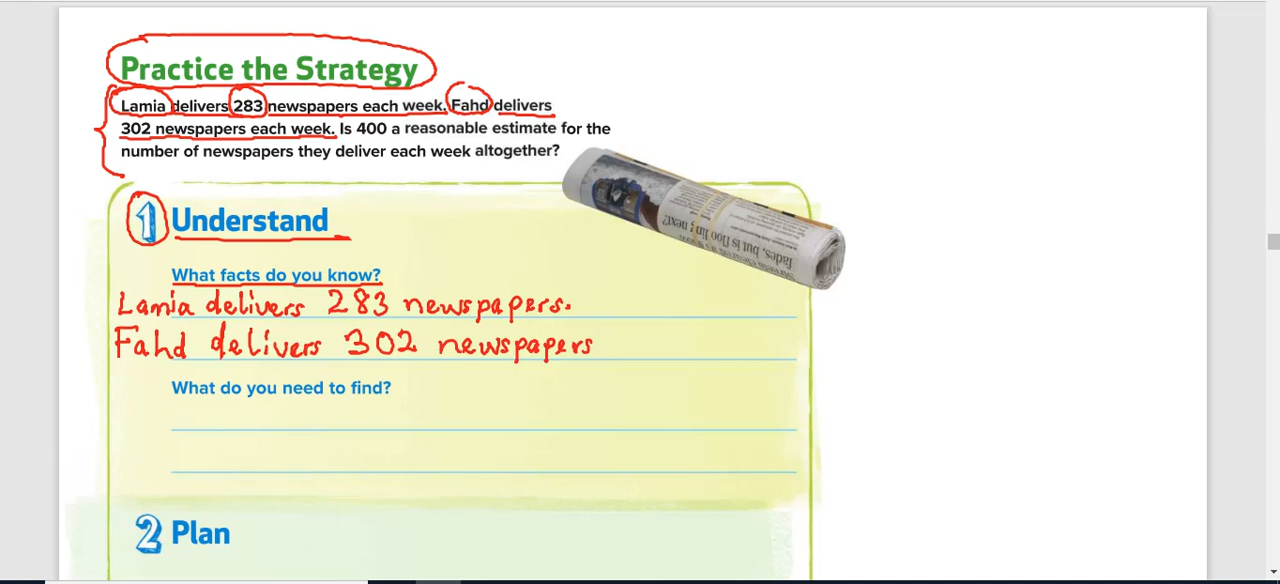 Practice the Strategy
Lamia delivers 283 newspapers each week. Fahd delivers
302 newspapers each week. Is 400 a reasonable estimate for the
number of newspapers they deliver each week altogether?
1 Understand
What facts do you know?
Lamia delivers 283 newspapers.
Fahd delivers 302 newspapers
What do you need to find?
2 Plan